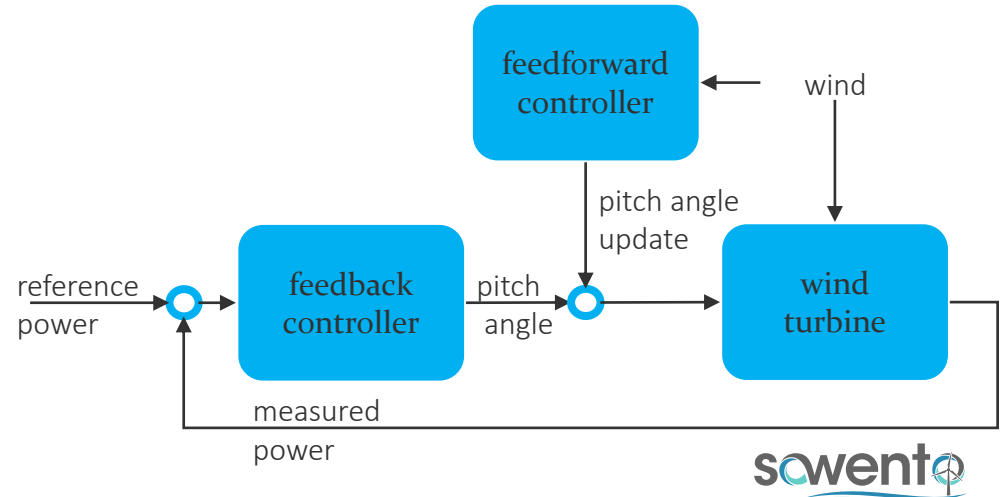 feedforward
controller
wind
pitch angle
update
reference
power
feedback
controller
pitch
angle
wind
turbine
measured
power
sowento